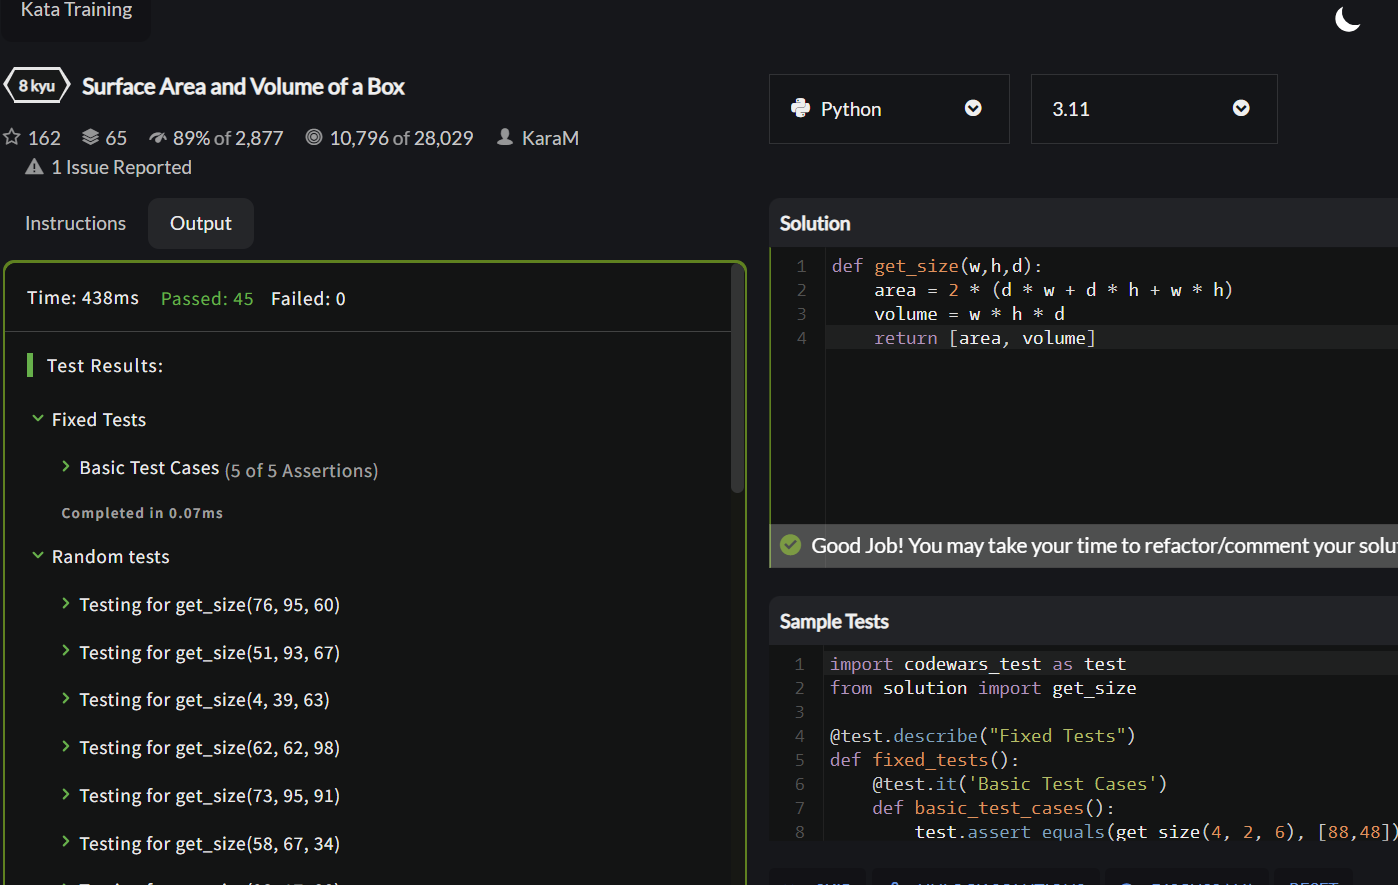 Kata Training
8 kyu Surface Area and Volume of a Box
162 65 89% of 2,877 10,796 of 28,029 KaraM
1 Issue Reported
Instructions Output
Time: 438ms Passed: 45 Failed: 0
Test Results:
Fixed Tests
Basic Test Cases (5 of 5 Assertions)
Completed in 0.07ms
Random tests
Testing for get_size(76, 95, 60)
Testing for get_size(51, 93, 67)
Testing for get_size(4, 39, 63)
Testing for get_size(62, 62, 98)
Testing for get_size(73, 95, 91)
Testing for get_size(58, 67, 34)
Python 3.11
Solution
1 def get_size(w,h,d):
2 area = 2 * (d * w + d * h + w * h)
3 volume = w * h * d
4 return [area, volume]
Good Job! You may take your time to refactor/comment your
Sample Tests
1 import codewars_test as test
2 from solution import get_size
3
4 @test.describe("Fixed Tests")
5 def fixed_tests():
6 @test.it('Basic Test Cases')
7 def basic_test_cases():
8 test.assert_equals(get_size(4, 2, 6), [88,48])